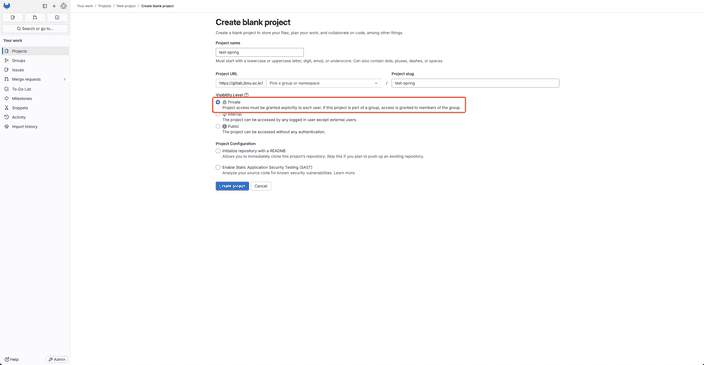 Your work / Projects / New project / Create blank project
Search or go to...
Your work
Projects
Groups
Issues
Merge requests
To-Do List
Milestones
Snippets
Activity
Import history
Help
Admin
Create blank project
Create a blank project to store your files, plan your work, and collaborate on code, among other things.
Project name
test-spring
Must start with a lowercase or uppercase letter, digit, emoji, or underscore. Can also contain dots, pluses, dashes, or spaces.
Project URL
Pick a group or namespace
/
Project slug
test-spring
Visibility Level
Private
Project access must be granted explicitly to each user. If this project is part of a group, access is granted to members of the group.
The project can be accessed by any logged in user except external users.
Public
The project can be accessed without any authentication.
Project Configuration
Initialize repository with a README
Allows you to immediately clone this project's repository. Skip this if you plan to push up an existing repository.
Enable Static Application Security Testing (SAST)
Analyze your source code for known security vulnerabilities. Learn more.
Create project
Cancel